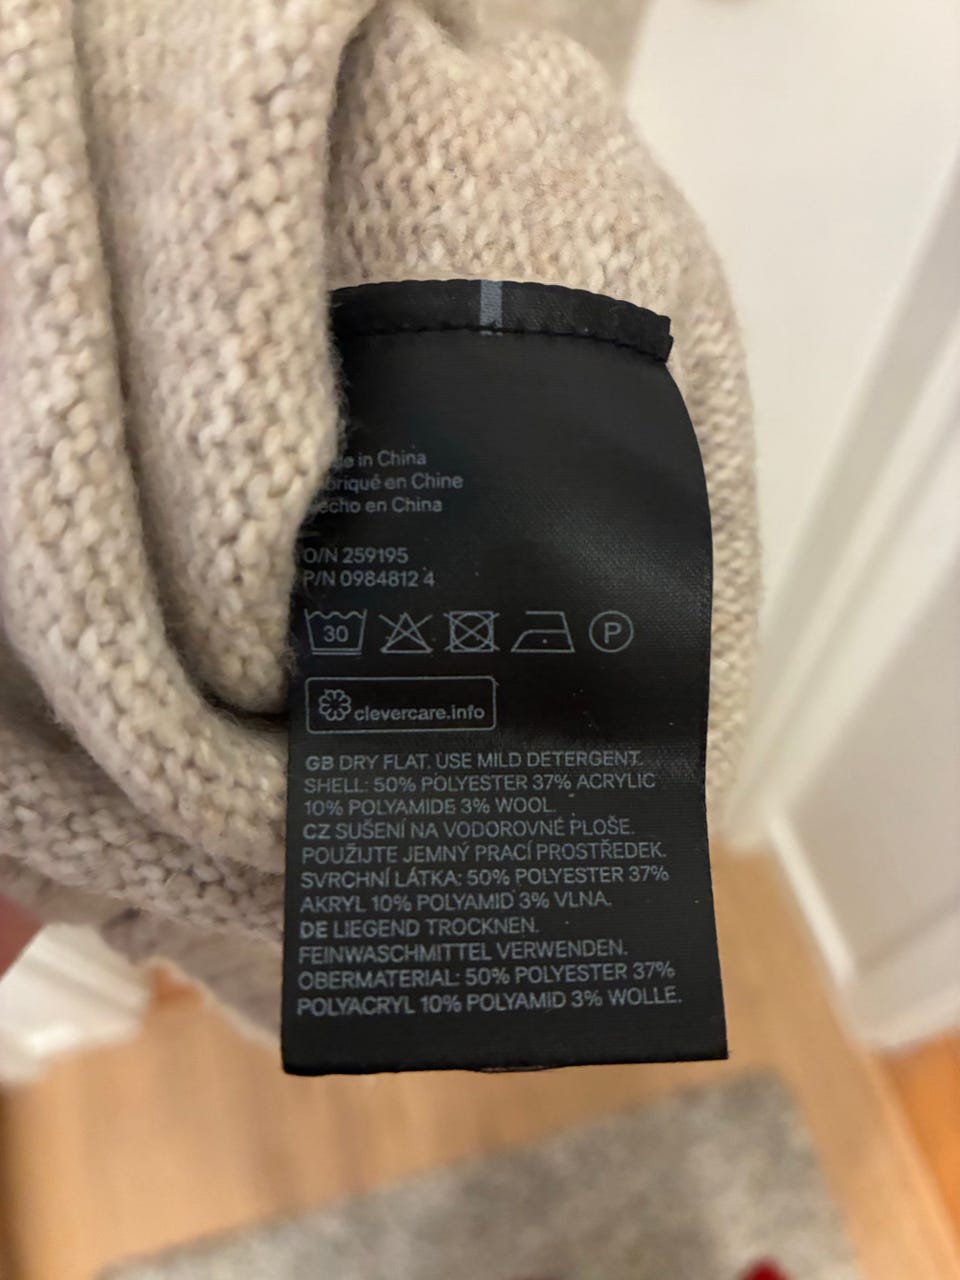 in China
en Chine
en China
O/N 259195
P/N 0984812 4
30
P
clevercare.info
GB DRY FLAT. USE MILD DETERGENT.
SHELL: 50% POLYESTER 37% ACRYLIC
10% POLYAMIDE 3% WOOL.
CZ SUŠENÍ NA VODOROVNÉ PLOŠE.
POUŽIJTE JEMNÝ PRACÍ PROSTŘEDEK.
SVRCHNÍ LÁTKA: 50% POLYESTER 37%
AKRYL 10% POLYAMID 3% VLNA.
DE LIEGEND TROCKNEN.
FEINWASCHMITTEL VERWENDEN.
OBERMATERIAL: 50% POLYESTER 37%
POLYACRYL 10% POLYAMID 3% WOLLE.